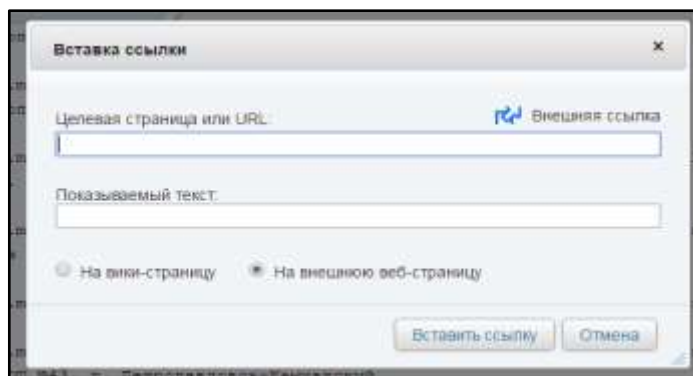 Вставка ссылки
×
Целевая страница или URL:
Внешняя ссылка
Показываемый текст:
На вики-страницу
На внешнюю веб-страницу
Вставить ссылку
Отмена